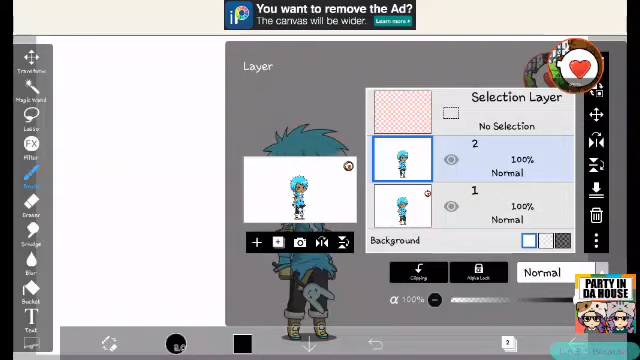 You want to remove the Ad?
The canvas will be wider.
Learn more
Layer
Transform
Magic Wand
Lasso
FX
Filter
Brush
Eraser
Smudge
Blur
Bucket
T
Text
Selection Layer
No Selection
2
100%
Normal
1
100%
Normal
Background
Clipping
Alpha Lock
Normal
α 100%
PARTY IN
DA HOUSE
2